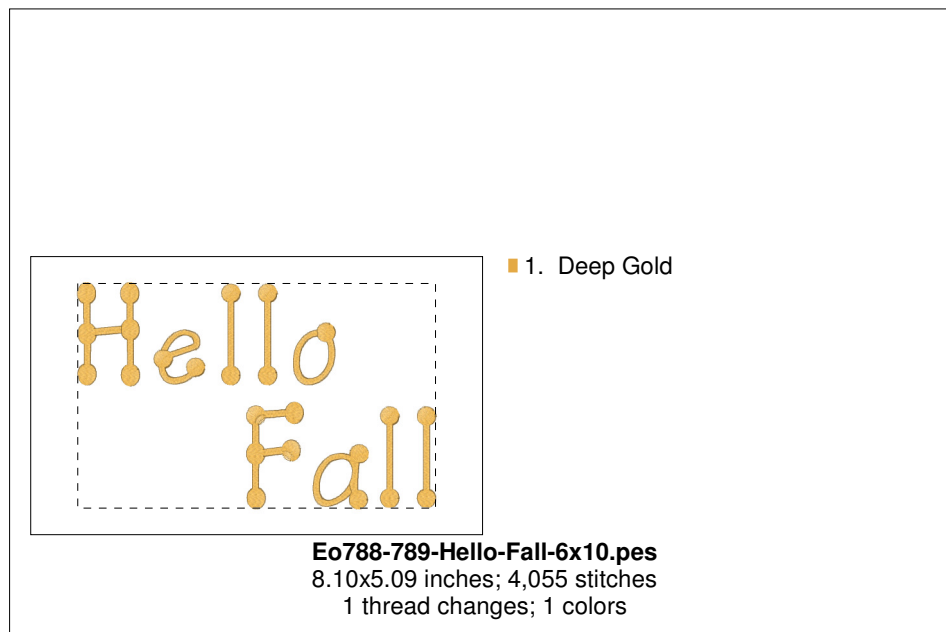 Hello
Fall
1. Deep Gold
Eo788-789-Hello-Fall-6x10.pes
8.10x5.09 inches; 4,055 stitches
1 thread changes; 1 colors